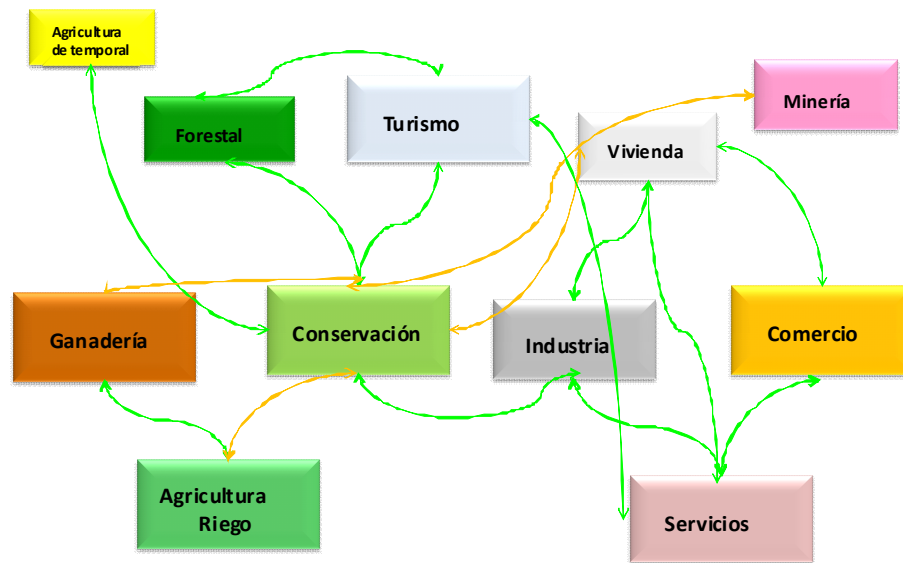 Agricultura
de temporal
Forestal
Turismo
Minería
Vivienda
Ganadería
Conservación
Industria
Comercio
Agricultura
Riego
Servicios